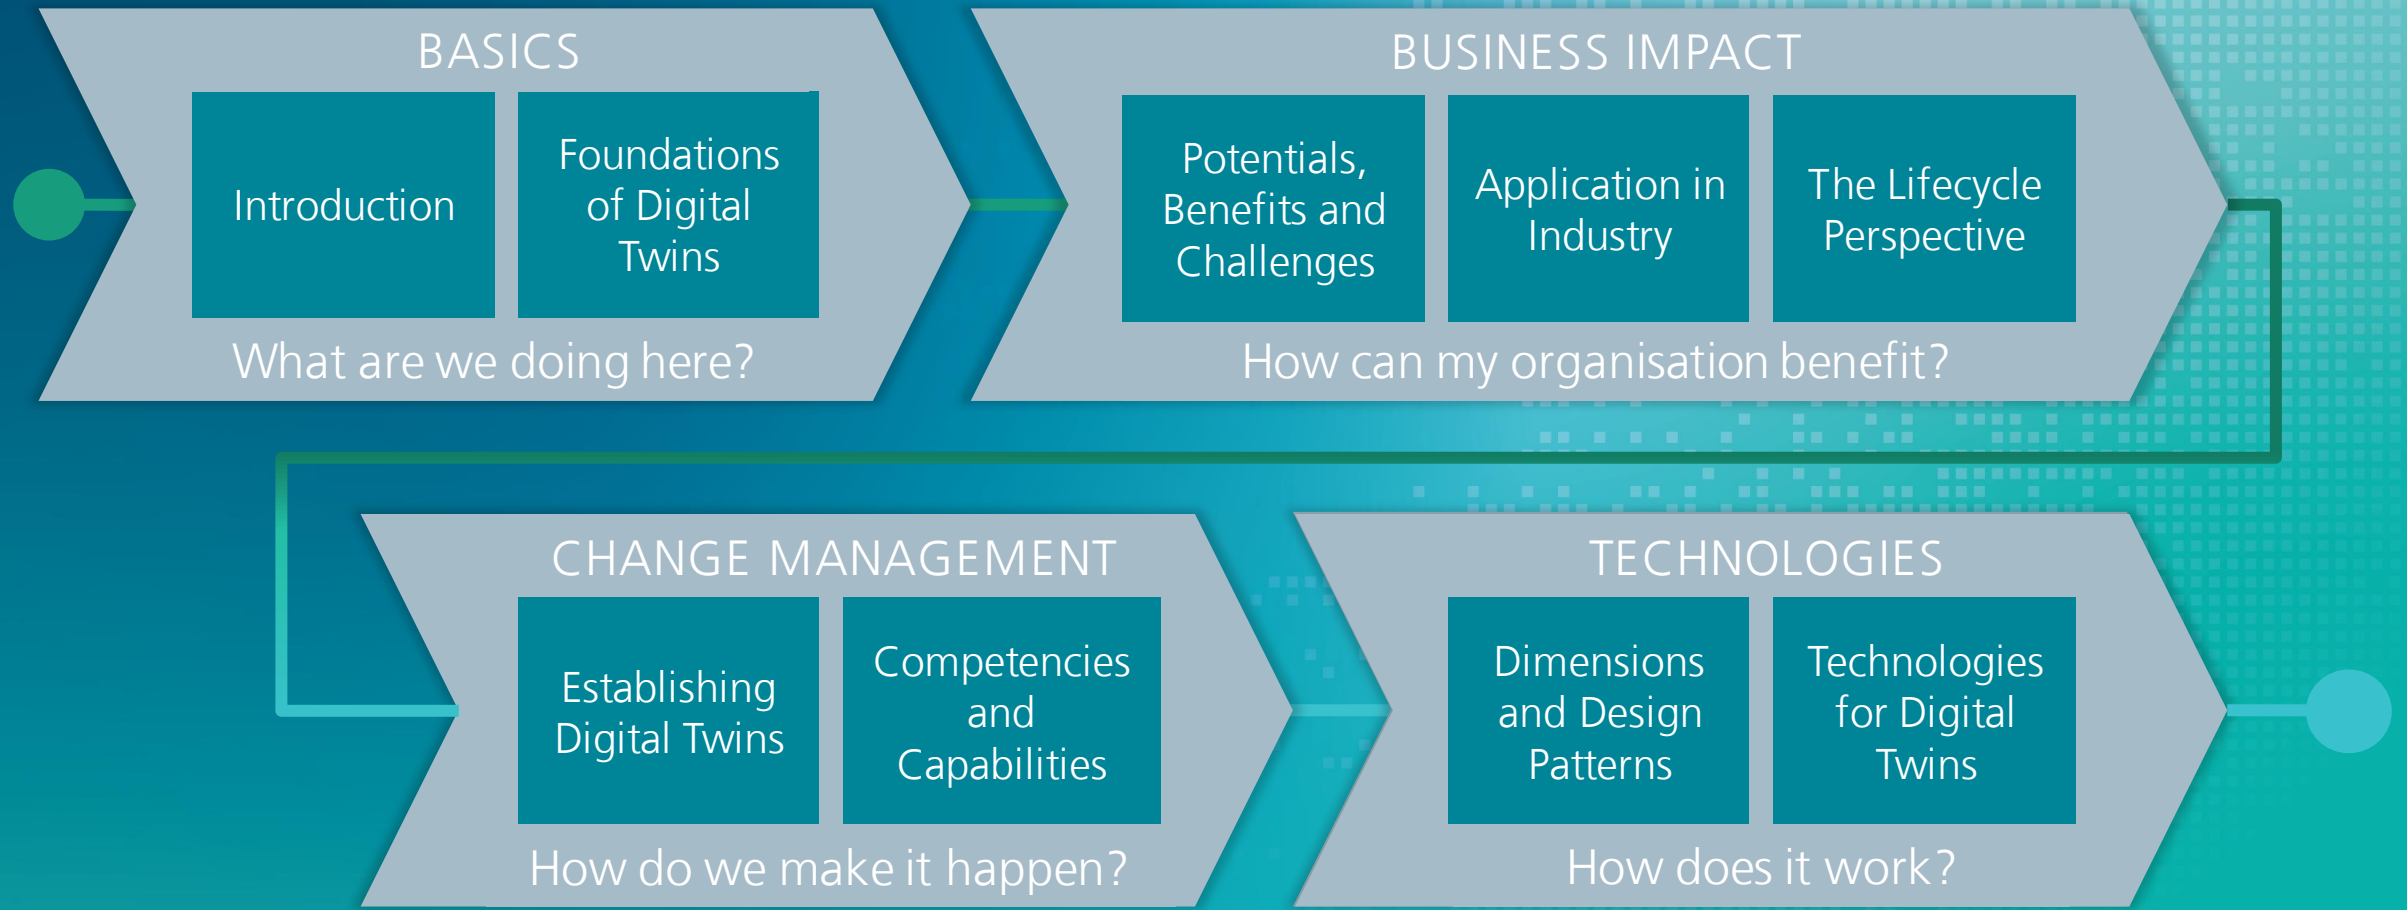 BASICS
Introduction
Foundations
of Digital
Twins
What are we doing here?
BUSINESS IMPACT
Potentials,
Benefits and
Challenges
Application in
Industry
The Lifecycle
Perspective
How can my organisation benefit?
CHANGE MANAGEMENT
Establishing
Digital Twins
Competencies
and
Capabilities
How do we make it happen?
TECHNOLOGIES
Dimensions
and Design
Patterns
Technologies
for Digital
Twins
How does it work?